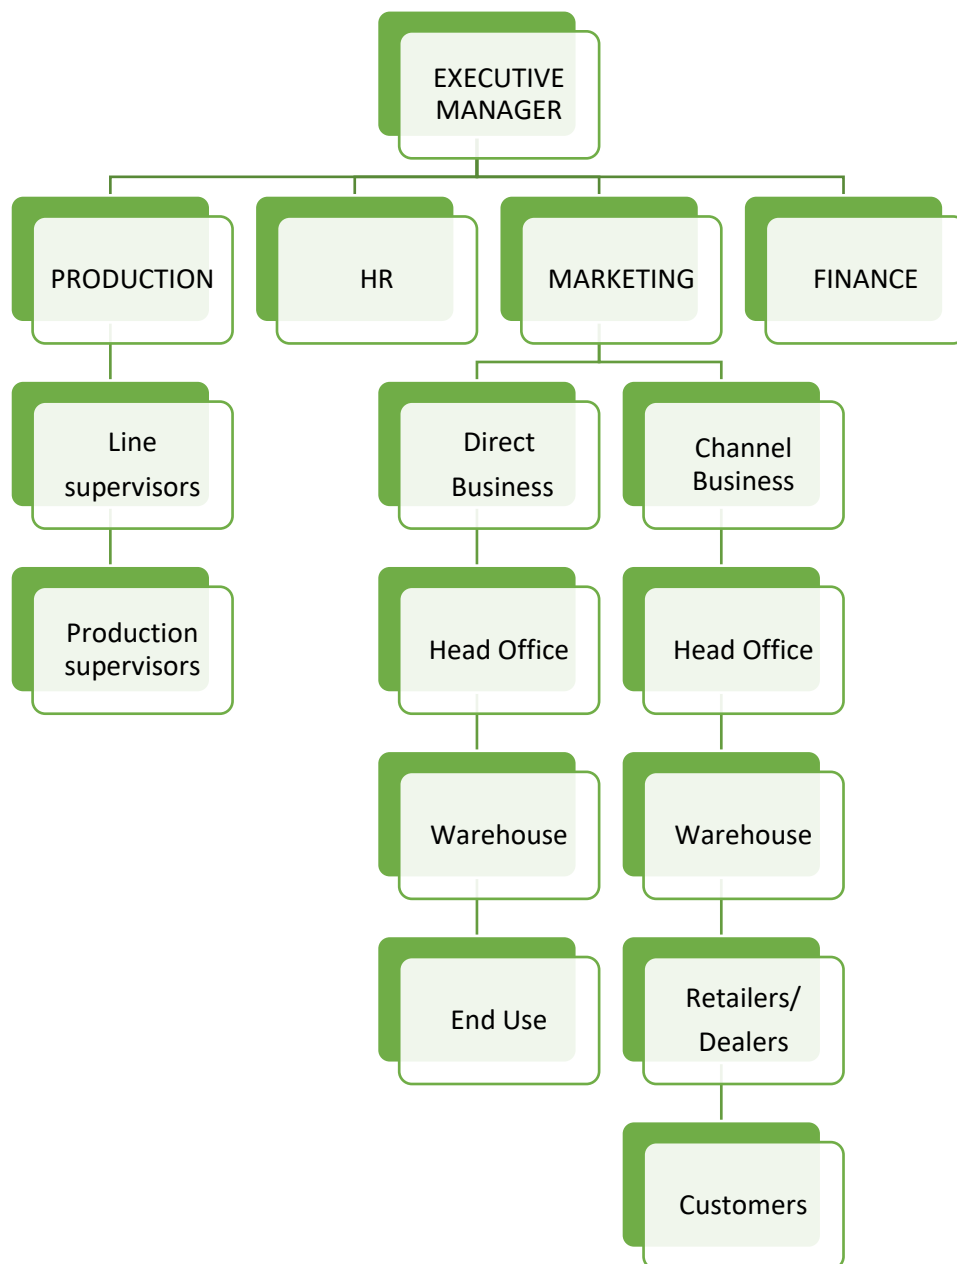 EXECUTIVE
MANAGER
PRODUCTION
HR
MARKETING
FINANCE
Line
supervisors
Direct
Business
Channel
Business
Production
supervisors
Head Office
Head Office
Warehouse
Warehouse
End Use
Retailers/
Dealers
Customers